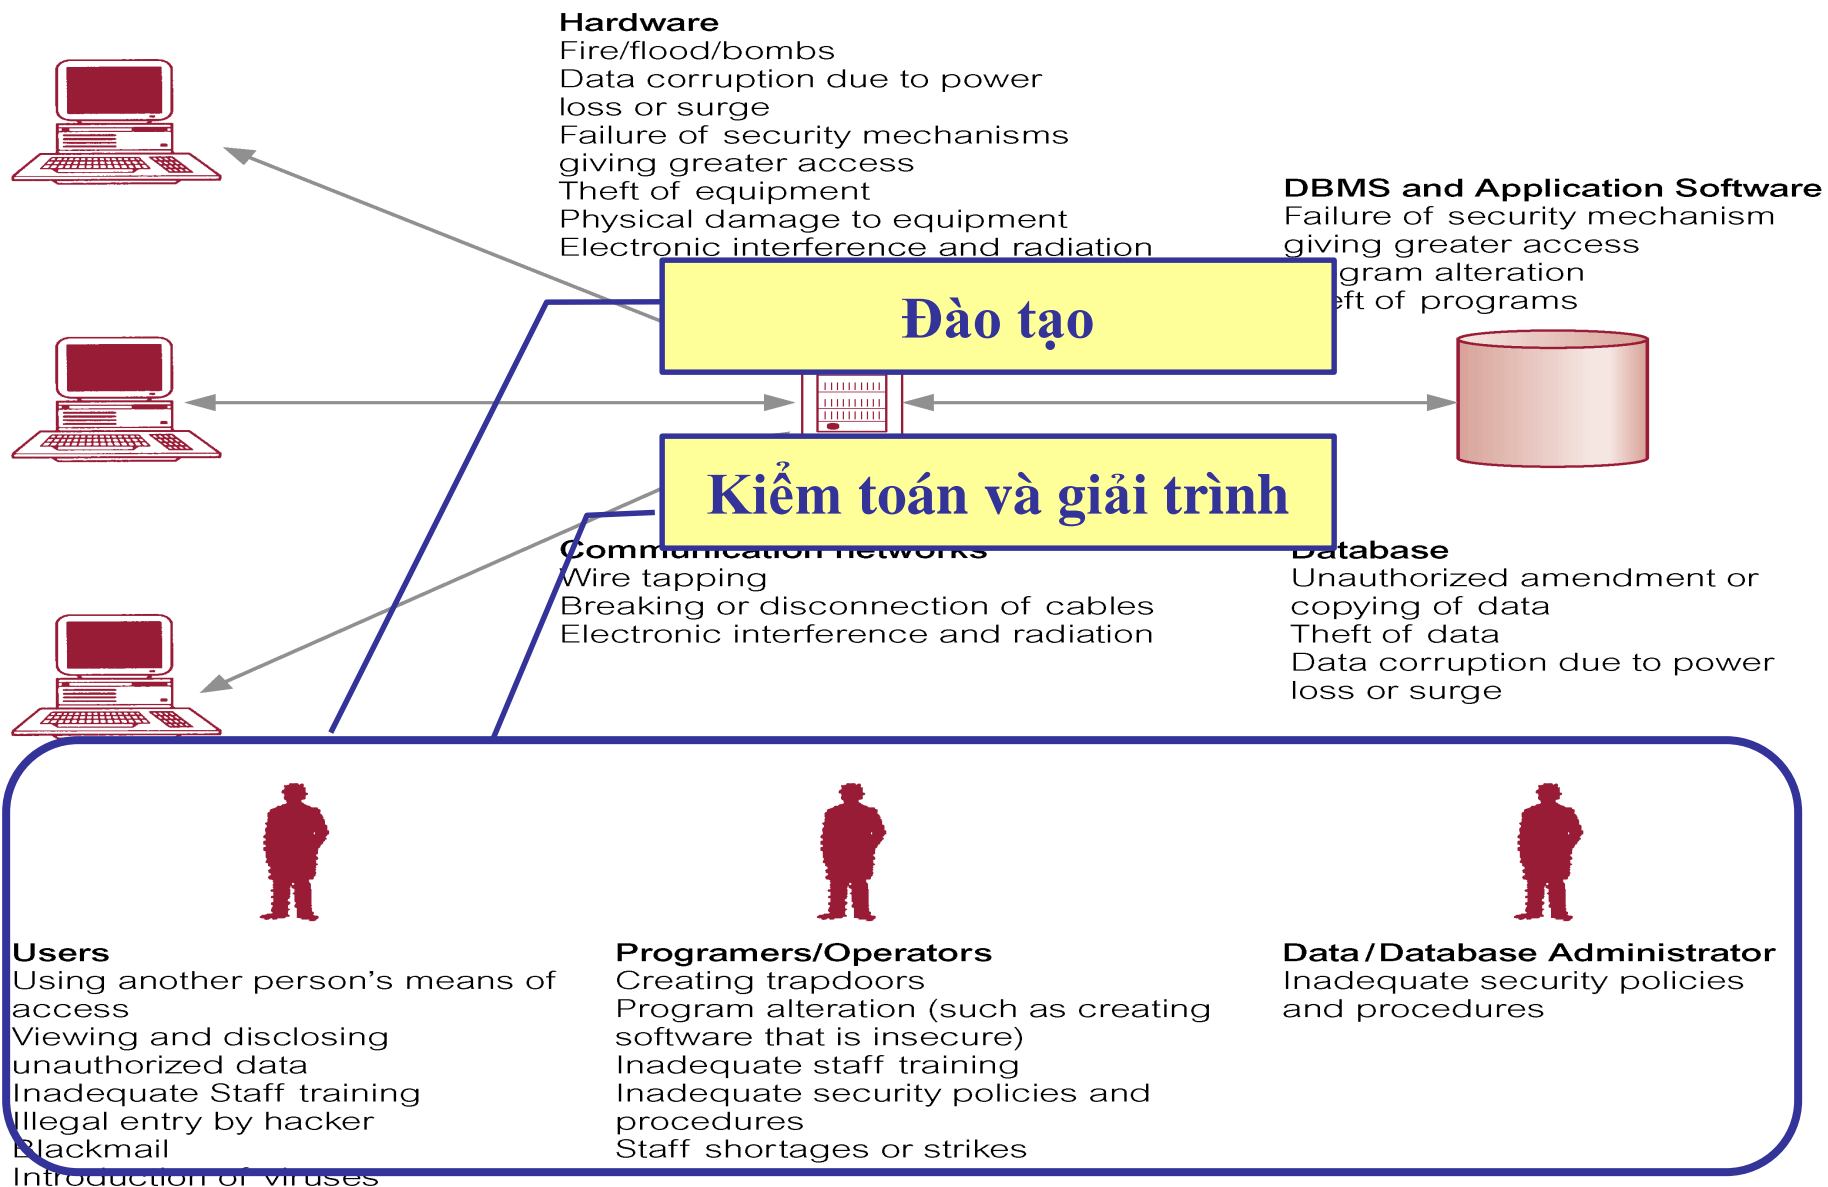 Hardware
Fire/flood/bombs
Data corruption due to power
loss or surge
Failure of security mechanisms
giving greater access
Theft of equipment
Physical damage to equipment
Electronic interference and radiation
DBMS and Application Software
Failure of security mechanism
giving greater access
alteration
of programs
Đào tạo
Kiểm toán và giải trình
Communication networks
Wire tapping
Breaking or disconnection of cables
Electronic interference and radiation
Database
Unauthorized amendment or
copying of data
Theft of data
Data corruption due to power
loss or surge
Users
Using another person's means of
access
Viewing and disclosing
unauthorized data
Inadequate Staff training
Illegal entry by hacker
Blackmail
Introduction of viruses
Programers/Operators
Creating trapdoors
Program alteration (such as creating
software that is insecure)
Inadequate staff training
Inadequate security policies and
procedures
Staff shortages or strikes
Data/Database Administrator
Inadequate security policies
and procedures